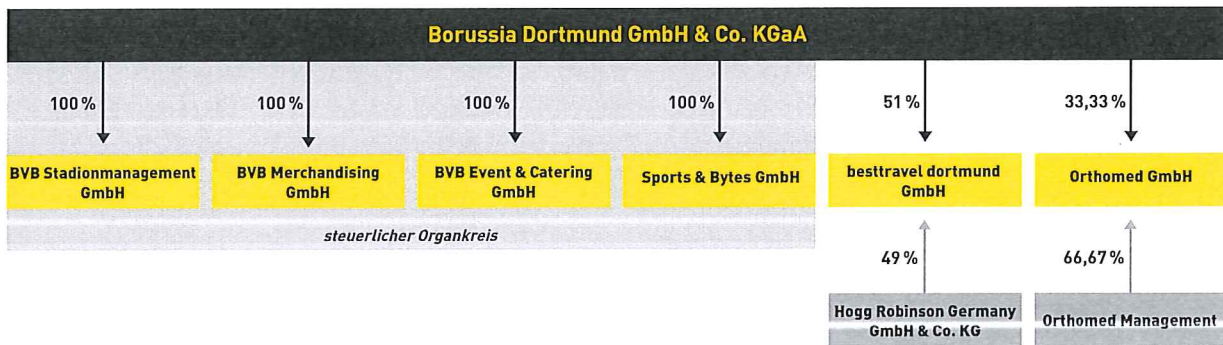 Borussia Dortmund GmbH & Co. KGaA
100 %
100 %
100 %
100 %
51 %
33,33 %
BVB Stadionmanagement
GmbH
BVB Merchandising
GmbH
BVB Event & Catering
GmbH
Sports & Bytes GmbH
besttravel dortmund
GmbH
Orthomed GmbH
steuerlicher Organkreis
49 %
66,67 %
Hogg Robinson Germany
GmbH & Co. KG
Orthomed Management